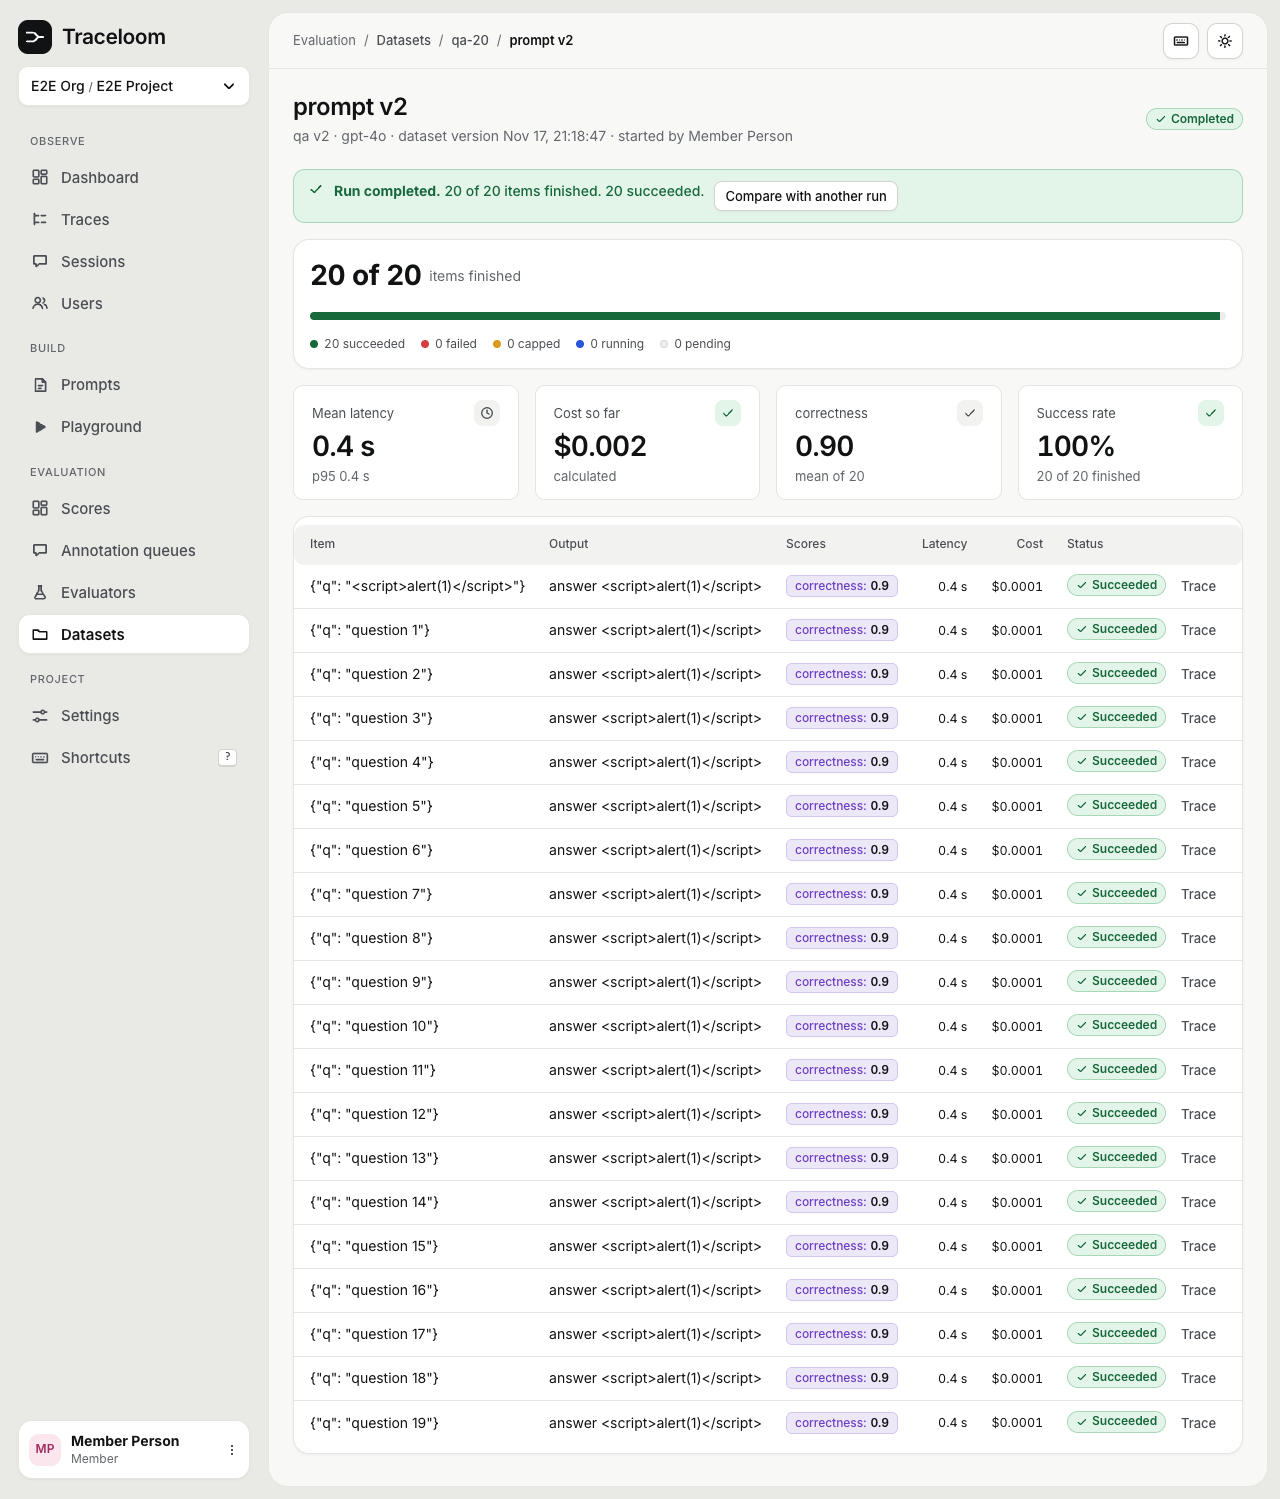 Traceloom
E2E Org / E2E Project
OBSERVE
Dashboard
Traces
Sessions
Users
BUILD
Prompts
Playground
EVALUATION
Scores
Annotation queues
Evaluators
Datasets
PROJECT
Settings
Shortcuts ?
MP
Member Person
Member
Evaluation / Datasets / qa-20 / prompt v2
prompt v2
qa v2 · gpt-4o · dataset version Nov 17, 21:18:47 · started by Member Person
Completed
Run completed. 20 of 20 items finished. 20 succeeded. Compare with another run
20 of 20 items finished
20 succeeded 0 failed 0 capped 0 running 0 pending
Mean latency
0.4 s
p95 0.4 s
Cost so far
$0.002
calculated
correctness
0.90
mean of 20
Success rate
100%
20 of 20 finished
Item Output Scores Latency Cost Status
{"q": "<script>alert(1)</script>"} answer <script>alert(1)</script> correctness: 0.9 0.4 s $0.0001 Succeeded Trace
{"q": "question 1"} answer <script>alert(1)</script> correctness: 0.9 0.4 s $0.0001 Succeeded Trace
{"q": "question 2"} answer <script>alert(1)</script> correctness: 0.9 0.4 s $0.0001 Succeeded Trace
{"q": "question 3"} answer <script>alert(1)</script> correctness: 0.9 0.4 s $0.0001 Succeeded Trace
{"q": "question 4"} answer <script>alert(1)</script> correctness: 0.9 0.4 s $0.0001 Succeeded Trace
{"q": "question 5"} answer <script>alert(1)</script> correctness: 0.9 0.4 s $0.0001 Succeeded Trace
{"q": "question 6"} answer <script>alert(1)</script> correctness: 0.9 0.4 s $0.0001 Succeeded Trace
{"q": "question 7"} answer <script>alert(1)</script> correctness: 0.9 0.4 s $0.0001 Succeeded Trace
{"q": "question 8"} answer <script>alert(1)</script> correctness: 0.9 0.4 s $0.0001 Succeeded Trace
{"q": "question 9"} answer <script>alert(1)</script> correctness: 0.9 0.4 s $0.0001 Succeeded Trace
{"q": "question 10"} answer <script>alert(1)</script> correctness: 0.9 0.4 s $0.0001 Succeeded Trace
{"q": "question 11"} answer <script>alert(1)</script> correctness: 0.9 0.4 s $0.0001 Succeeded Trace
{"q": "question 12"} answer <script>alert(1)</script> correctness: 0.9 0.4 s $0.0001 Succeeded Trace
{"q": "question 13"} answer <script>alert(1)</script> correctness: 0.9 0.4 s $0.0001 Succeeded Trace
{"q": "question 14"} answer <script>alert(1)</script> correctness: 0.9 0.4 s $0.0001 Succeeded Trace
{"q": "question 15"} answer <script>alert(1)</script> correctness: 0.9 0.4 s $0.0001 Succeeded Trace
{"q": "question 16"} answer <script>alert(1)</script> correctness: 0.9 0.4 s $0.0001 Succeeded Trace
{"q": "question 17"} answer <script>alert(1)</script> correctness: 0.9 0.4 s $0.0001 Succeeded Trace
{"q": "question 18"} answer <script>alert(1)</script> correctness: 0.9 0.4 s $0.0001 Succeeded Trace
{"q": "question 19"} answer <script>alert(1)</script> correctness: 0.9 0.4 s $0.0001 Succeeded Trace